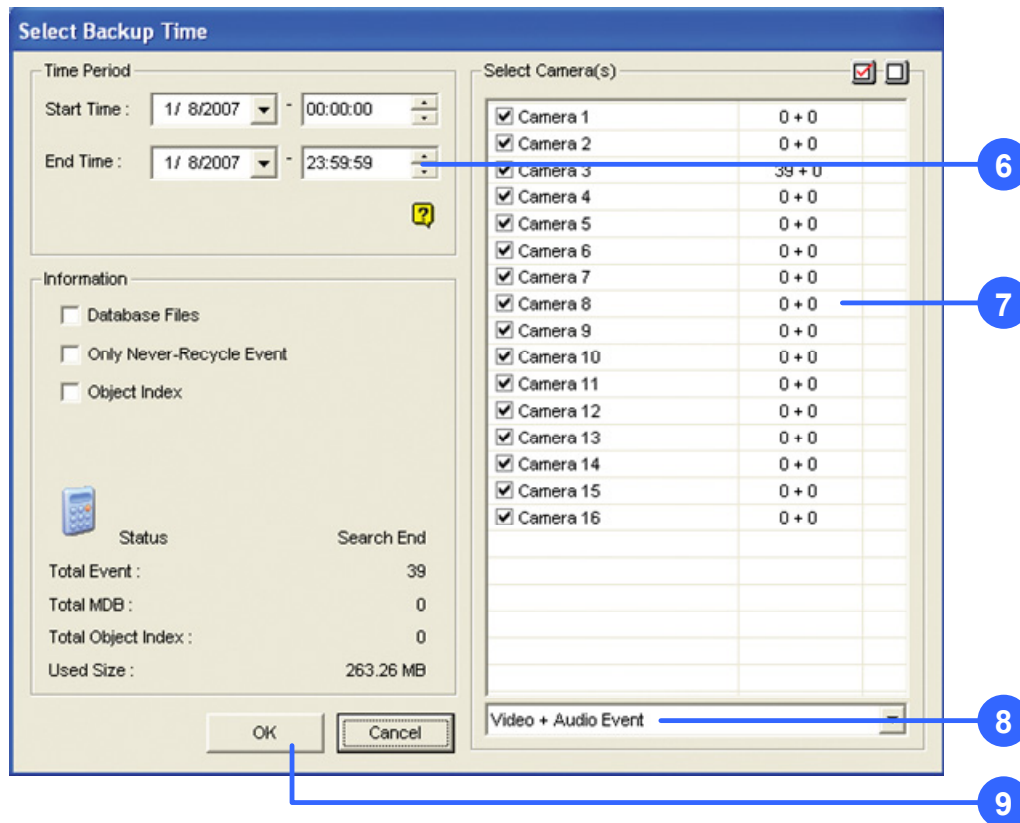 Select Backup Time
Time Period
Start Time : 1/ 8/2007 - 00:00:00
End Time : 1/ 8/2007 - 23:59:59
?
Information
Database Files
Only Never-Recycle Event
Object Index
Status Search End
Total Event : 39
Total MDB : 0
Total Object Index : 0
Used Size : 263.26 MB
OK Cancel
Select Camera(s)
Camera 1 0 + 0
Camera 2 0 + 0
Camera 3 39 + 0
Camera 4 0 + 0
Camera 5 0 + 0
Camera 6 0 + 0
Camera 7 0 + 0
Camera 8 0 + 0
Camera 9 0 + 0
Camera 10 0 + 0
Camera 11 0 + 0
Camera 12 0 + 0
Camera 13 0 + 0
Camera 14 0 + 0
Camera 15 0 + 0
Camera 16 0 + 0
Video + Audio Event
6
7
8
9